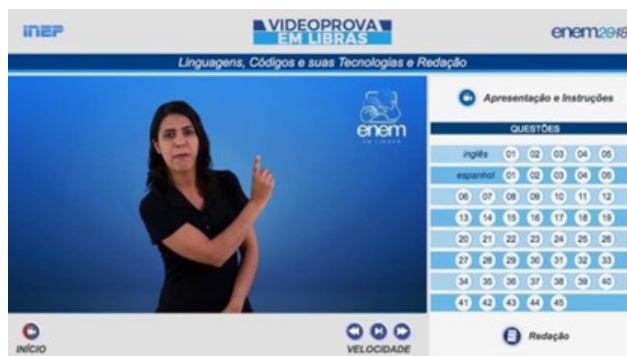 inep
VIDEOPROVA
EM LIBRAS
enem2018
Linguagens, Códigos e suas Tecnologias e Redação
enem
EM LIBRAS
Apresentação e Instruções
QUESTÕES
inglês 01 02 03 04 05
espanhol 01 02 03 04 05
06 07 08 09 10 11 12
13 14 15 16 17 18 19
20 21 22 23 24 25 26
27 28 29 30 31 32 33
34 35 36 37 38 39 40
41 42 43 44 45
INÍCIO
VELOCIDADE
Redação